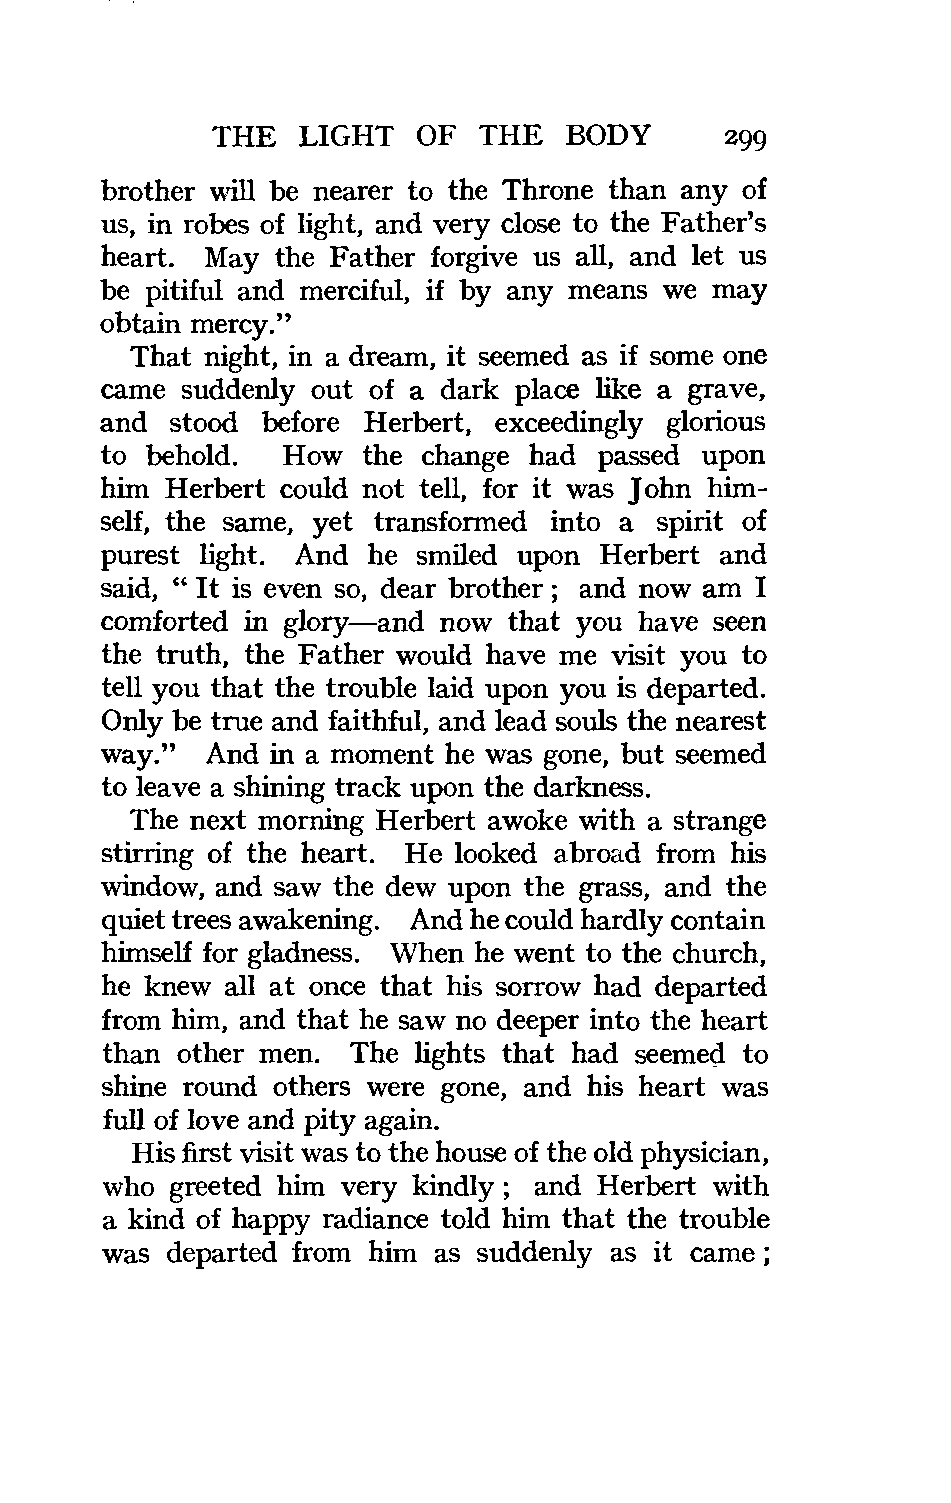 THE LIGHT OF THE BODY 299
brother will be nearer to the Throne than any of
us, in robes of light, and very close to the Father's
heart. May the Father forgive us all, and let us
be pitiful and merciful, if by any means we may
obtain mercy."
That night, in a dream, it seemed as if some one
came suddenly out of a dark place like a grave,
and stood before Herbert, exceedingly glorious
to behold. How the change had passed upon
him Herbert could not tell, for it was John him-
self, the same, yet transformed into a spirit of
purest light. And he smiled upon Herbert and
said, " It is even so, dear brother ; and now am I
comforted in glory—and now that you have seen
the truth, the Father would have me visit you to
tell you that the trouble laid upon you is departed.
Only be true and faithful, and lead souls the nearest
way." And in a moment he was gone, but seemed
to leave a shining track upon the darkness.
The next morning Herbert awoke with a strange
stirring of the heart. He looked abroad from his
window, and saw the dew upon the grass, and the
quiet trees awakening. And he could hardly contain
himself for gladness. When he went to the church,
he knew all at once that his sorrow had departed
from him, and that he saw no deeper into the heart
than other men. The lights that had seemed to
shine round others were gone, and his heart was
full of love and pity again.
His first visit was to the house of the old physician,
who greeted him very kindly ; and Herbert with
a kind of happy radiance told him that the trouble
was departed from him as suddenly as it came ;